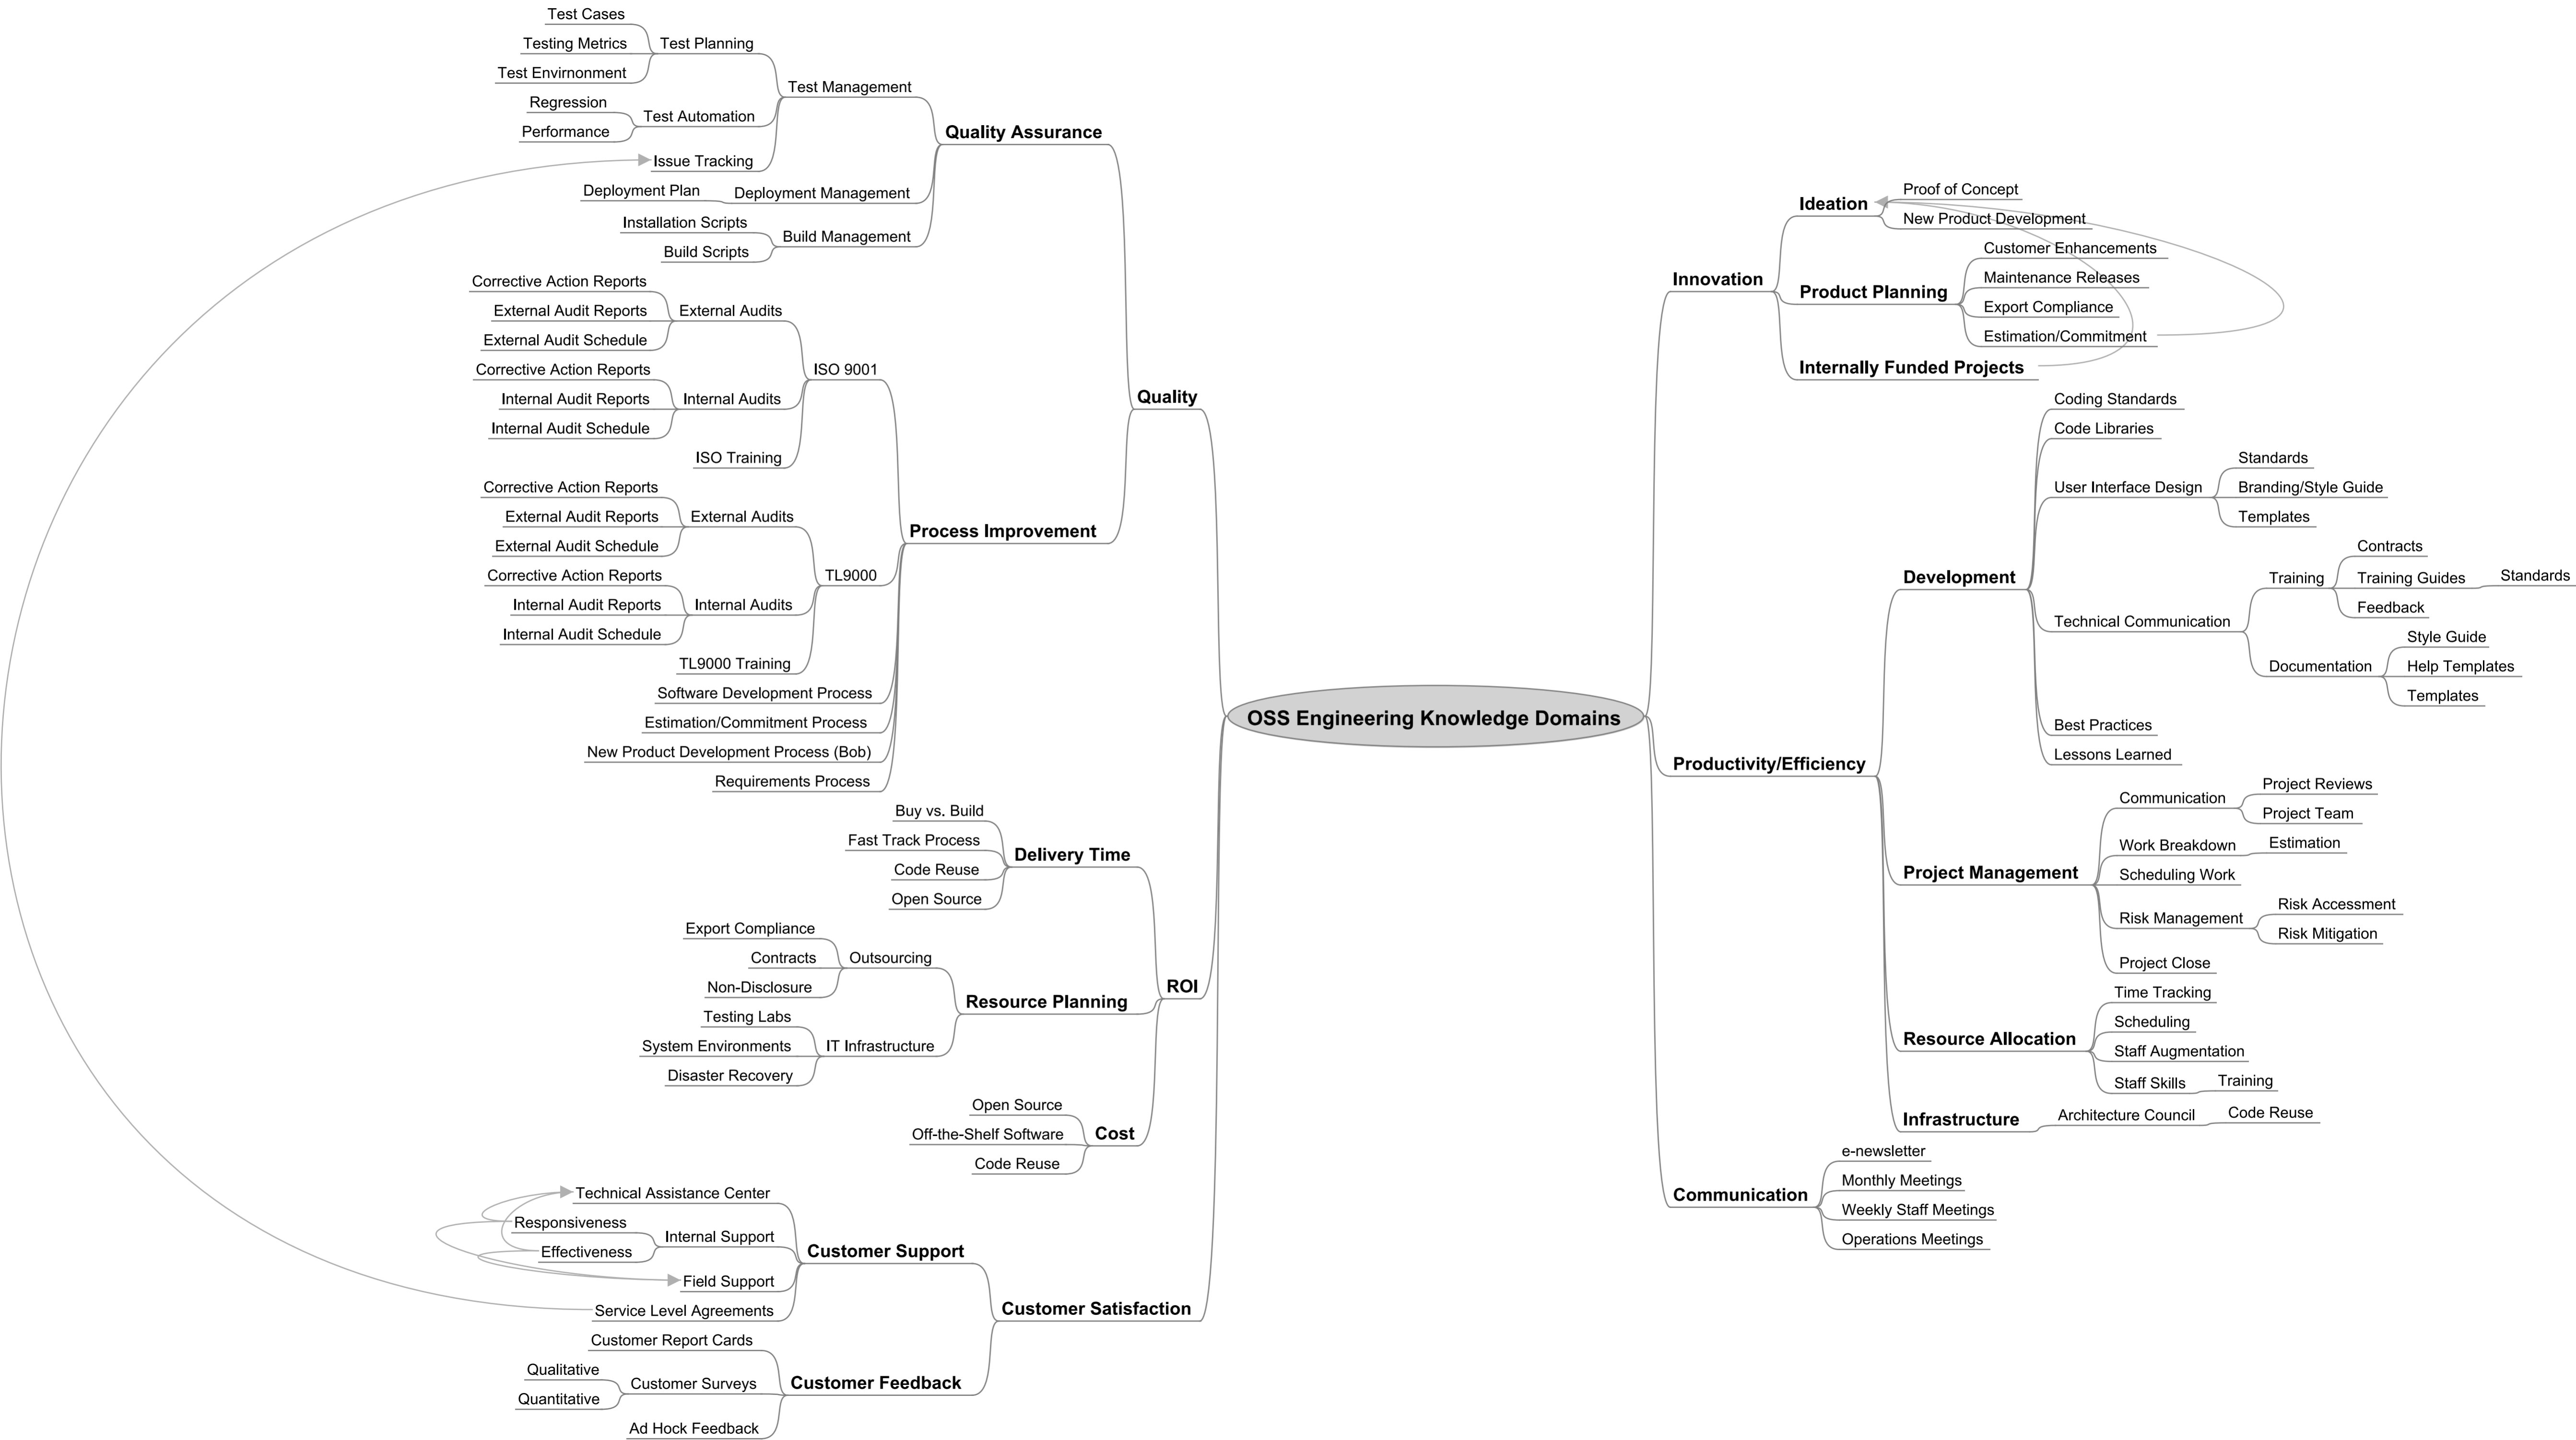 OSS Engineering Knowledge Domains
Quality
Quality Assurance
Test Management
Test Planning
Test Cases
Testing Metrics
Test Envirnonment
Test Automation
Regression
Performance
Issue Tracking
Deployment Management
Deployment Plan
Build Management
Installation Scripts
Build Scripts
Process Improvement
ISO 9001
External Audits
Corrective Action Reports
External Audit Reports
External Audit Schedule
Internal Audits
Corrective Action Reports
Internal Audit Reports
Internal Audit Schedule
ISO Training
TL9000
External Audits
Corrective Action Reports
External Audit Reports
External Audit Schedule
Internal Audits
Corrective Action Reports
Internal Audit Reports
Internal Audit Schedule
TL9000 Training
Software Development Process
Estimation/Commitment Process
New Product Development Process (Bob)
Requirements Process
ROI
Delivery Time
Buy vs. Build
Fast Track Process
Code Reuse
Open Source
Resource Planning
Outsourcing
Export Compliance
Contracts
Non-Disclosure
IT Infrastructure
Testing Labs
System Environments
Disaster Recovery
Cost
Open Source
Off-the-Shelf Software
Code Reuse
Customer Satisfaction
Customer Support
Technical Assistance Center
Internal Support
Responsiveness
Effectiveness
Field Support
Service Level Agreements
Customer Feedback
Customer Report Cards
Customer Surveys
Qualitative
Quantitative
Ad Hock Feedback
Innovation
Ideation
Proof of Concept
New Product Development
Product Planning
Customer Enhancements
Maintenance Releases
Export Compliance
Estimation/Commitment
Internally Funded Projects
Productivity/Efficiency
Development
Coding Standards
Code Libraries
User Interface Design
Standards
Branding/Style Guide
Templates
Technical Communication
Training
Contracts
Training Guides
Standards
Feedback
Documentation
Style Guide
Help Templates
Templates
Best Practices
Lessons Learned
Project Management
Communication
Project Reviews
Project Team
Work Breakdown
Estimation
Scheduling Work
Risk Management
Risk Accessment
Risk Mitigation
Project Close
Resource Allocation
Time Tracking
Scheduling
Staff Augmentation
Staff Skills
Training
Infrastructure
Architecture Council
Code Reuse
Communication
e-newsletter
Monthly Meetings
Weekly Staff Meetings
Operations Meetings